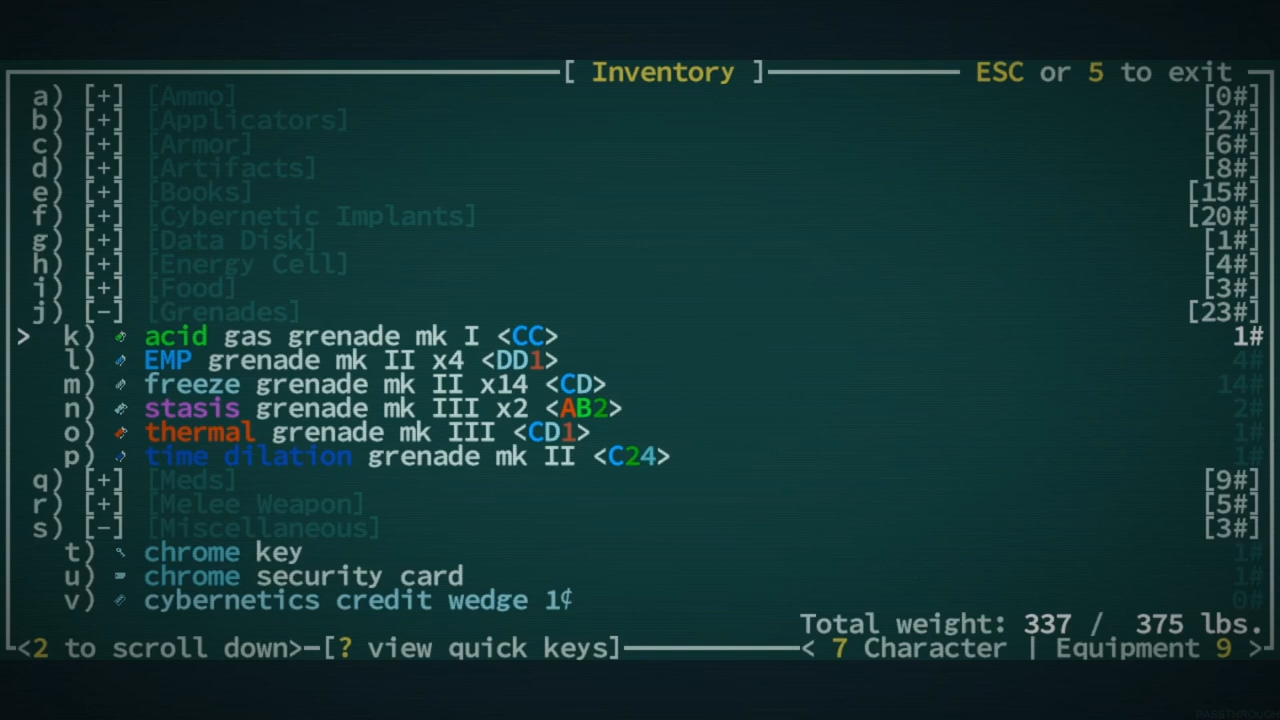 [ Inventory ] ESC or 5 to exit
a) [+] [Ammo] [0#]
b) [+] [Applicators] [2#]
c) [+] [Armor] [6#]
d) [+] [Artifacts] [8#]
e) [+] [Books] [15#]
f) [+] [Cybernetic Implants] [20#]
g) [+] [Data Disk] [1#]
h) [+] [Energy Cell] [4#]
i) [+] [Food] [3#]
j) [-] [Grenades] [23#]
> k) acid gas grenade mk I <CC> 1#
l) EMP grenade mk II x4 <DD1> 4#
m) freeze grenade mk II x14 <CD> 14#
n) stasis grenade mk III x2 <AB2> 2#
o) thermal grenade mk III <CD1> 1#
p) time dilation grenade mk II <C24> 1#
q) [+] [Meds] [9#]
r) [+] [Melee Weapon] [5#]
s) [-] [Miscellaneous] [3#]
t) chrome key 1#
u) chrome security card 1#
v) cybernetics credit wedge 1¢ 0#
Total weight: 337 / 375 lbs.
<2 to scroll down> [? view quick keys] < 7 Character | Equipment 9 >
PASSTHROUGH